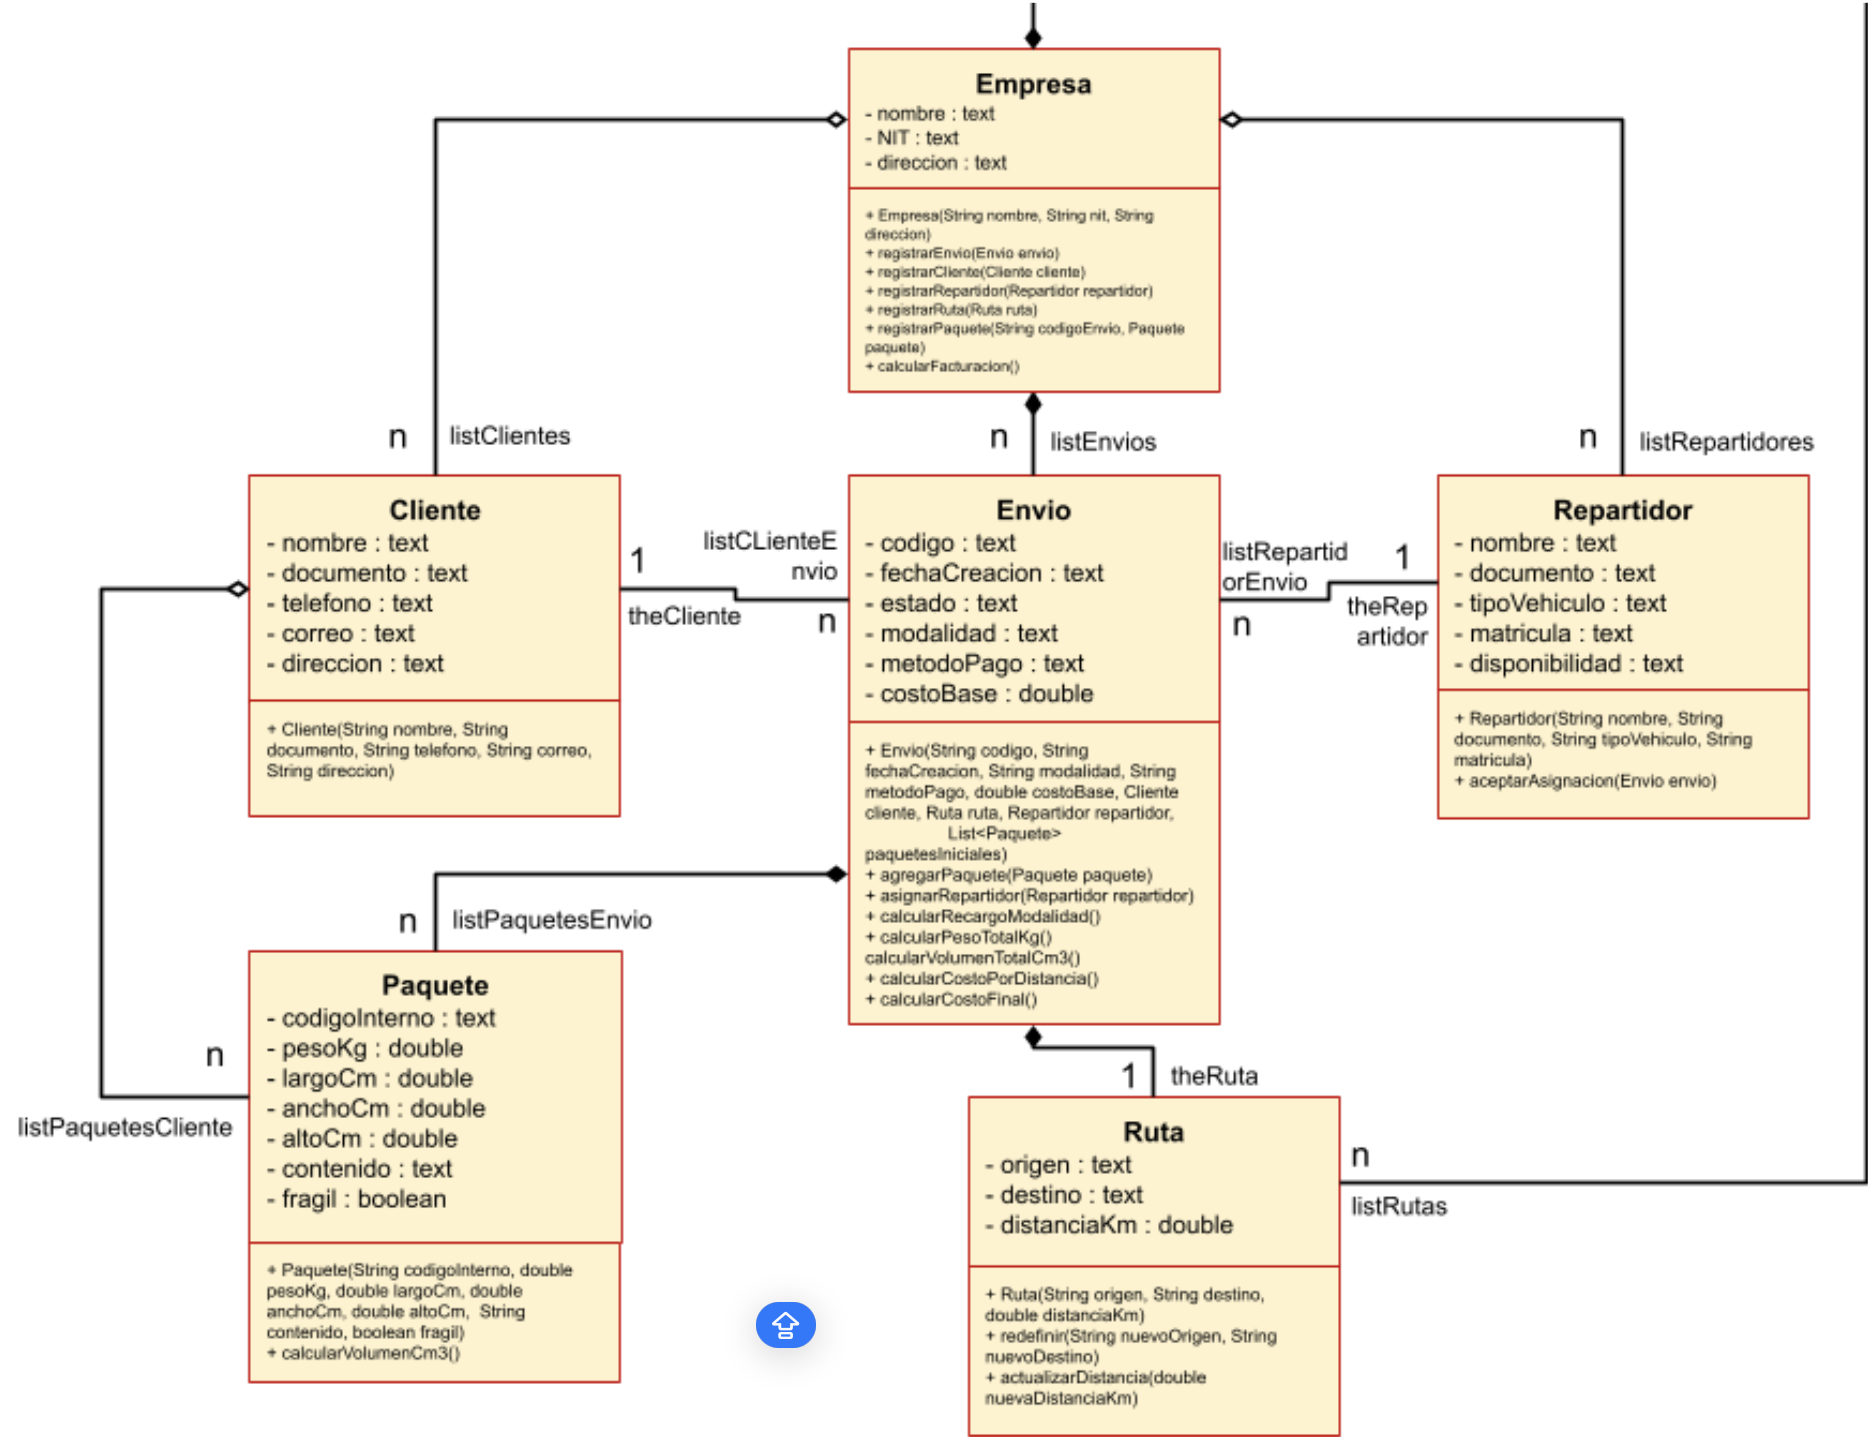 Empresa
- nombre : text
- NIT : text
- direccion : text
+ Empresa(String nombre, String nit, String
direccion)
+ registrarEnvio(Envio envio)
+ registrarCliente(Cliente cliente)
+ registrarRepartidor(Repartidor repartidor)
+ registrarRuta(Ruta ruta)
+ registrarPaquete(String codigoEnvio, Paquete
paquete)
+ calcularFacturacion()
n
listClientes
n
listEnvios
n
listRepartidores
Cliente
- nombre : text
- documento : text
- telefono : text
- correo : text
- direccion : text
+ Cliente(String nombre, String
documento, String telefono, String correo,
String direccion)
1
theCliente
listCLienteE
nvio
n
Envio
- codigo : text
- fechaCreacion : text
- estado : text
- modalidad : text
- metodoPago : text
- costoBase : double
+ Envio(String codigo, String
fechaCreacion, String modalidad, String
metodoPago, double costoBase, Cliente
cliente, Ruta ruta, Repartidor repartidor,
List<Paquete>
paquetesIniciales)
+ agregarPaquete(Paquete paquete)
+ asignarRepartidor(Repartidor repartidor)
+ calcularRecargoModalidad()
+ calcularPesoTotalKg()
calcularVolumenTotalCm3()
+ calcularCostoPorDistancia()
+ calcularCostoFinal()
listRepartid
orEnvio
n
1
theRep
artidor
Repartidor
- nombre : text
- documento : text
- tipoVehiculo : text
- matricula : text
- disponibilidad : text
+ Repartidor(String nombre, String
documento, String tipoVehiculo, String
matricula)
+ aceptarAsignacion(Envio envio)
n
listPaquetesEnvio
n
listPaquetesCliente
Paquete
- codigoInterno : text
- pesoKg : double
- largoCm : double
- anchoCm : double
- altoCm : double
- contenido : text
- fragil : boolean
+ Paquete(String codigoInterno, double
pesoKg, double largoCm, double
anchoCm, double altoCm, String
contenido, boolean fragil)
+ calcularVolumenCm3()
1
theRuta
Ruta
- origen : text
- destino : text
- distanciaKm : double
+ Ruta(String origen, String destino,
double distanciaKm)
+ redefinir(String nuevoOrigen, String
nuevoDestino)
+ actualizarDistancia(double
nuevaDistanciaKm)
n
listRutas